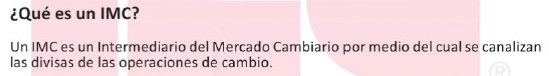 ¿Qué es un IMC?
Un IMC es un Intermediario del Mercado Cambiario por medio del cual se canalizan
las divisas de las operaciones de cambio.
®